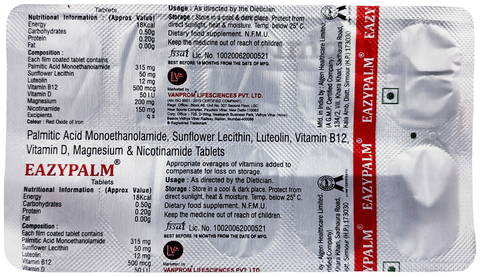 Tablets
Nutritional Information : (Approx Value)
Energy 18Kcal
Carbohydrates 0.50g
Protein 0.20g
Fat 0.00g
Composition :
Each film coated tablet contains
Palmitic Acid Monoethanolamide 315 mg
Sunflower Lecithin 50 mg
Luteolin 12 mg
Vitamin B12 500 mcg
Vitamin D 50 I.U.
Magnesium 200 mg
Nicotinamide 150 mg
Excipients q s
Colour : Red Oxide of Iron
Usage : As directed by the Dietician.
Storage : Store in a cool & dark place. Protect from
direct sunlight, heat & moisture. Temp. below 25° C.
Dietary food supplement. N.F.M.U.
Keep the medicine out of reach of children.
fssai Lic. No. 10020062000521
BEST BEFORE 18 MONTHS FROM THE DATE OF MFG.
Marketed by
VANPROM LIFESCIENCES PVT. LTD.
Mfd. in India by : Algen Healthcare Limited.
EAZYPALM®
Palmitic Acid Monoethanolamide, Sunflower Lecithin, Luteolin, Vitamin B12,
Vitamin D, Magnesium & Nicotinamide Tablets
EAZYPALM®
Tablets
Nutritional Information : (Approx Value)
Energy 18Kcal
Carbohydrates 0.50g
Protein 0.20g
Fat 0.00g
Composition :
Each film coated tablet contains
Palmitic Acid Monoethanolamide 315 mg
Sunflower Lecithin 50 mg
Luteolin 12 mg
Vitamin B12 500 mcg
Vitamin D 50 I.U.
Appropriate overages of vitamins added to
compensate for loss on storage.
Usage : As directed by the Dietician.
Storage : Store in a cool & dark place. Protect from
direct sunlight, heat & moisture. Temp. below 25° C.
Dietary food supplement. N.F.M.U.
Keep the medicine out of reach of children.
fssai Lic. No. 10020062000521
BEST BEFORE 18 MONTHS FROM THE DATE OF MFG.
Marketed by
VANPROM LIFESCIENCES PVT. LTD.
EAZYPALM®